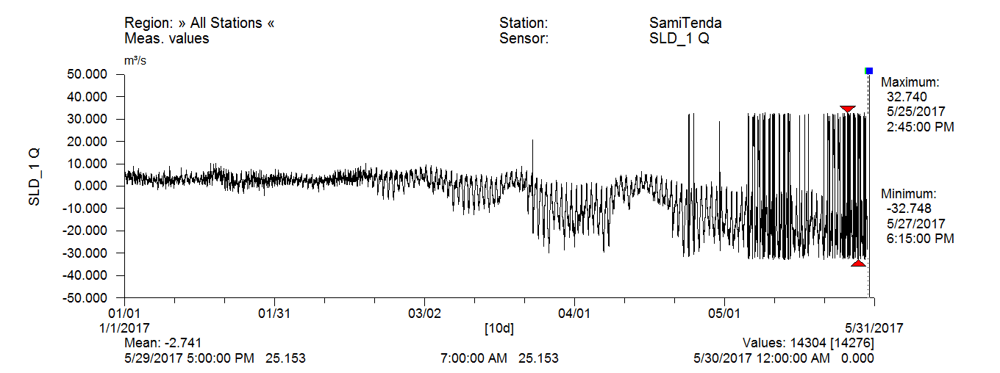 Region: » All Stations « Station: SamiTenda
Meas. values Sensor: SLD_1 Q
m³/s
SLD_1 Q
50.000
40.000
30.000
20.000
10.000
0.000
-10.000
-20.000
-30.000
-40.000
-50.000
Maximum:
32.740
5/25/2017
2:45:00 PM
Minimum:
-32.748
5/27/2017
6:15:00 PM
01/01 01/31 03/02 04/01 05/01
1/1/2017 [10d] 5/31/2017
Mean: -2.741 Values: 14304 [14276]
5/29/2017 5:00:00 PM 25.153 7:00:00 AM 25.153 5/30/2017 12:00:00 AM 0.000